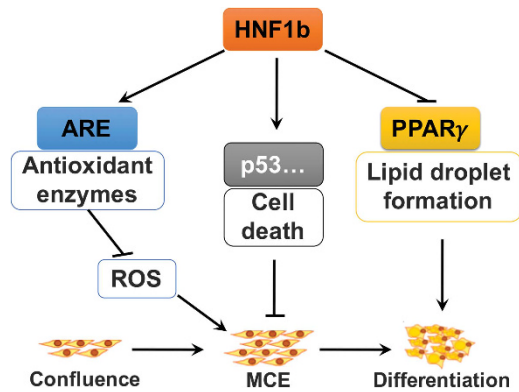 HNF1b
ARE
Antioxidant
enzymes
p53...
Cell
death
PPARγ
Lipid droplet
formation
ROS
Confluence
MCE
Differentiation